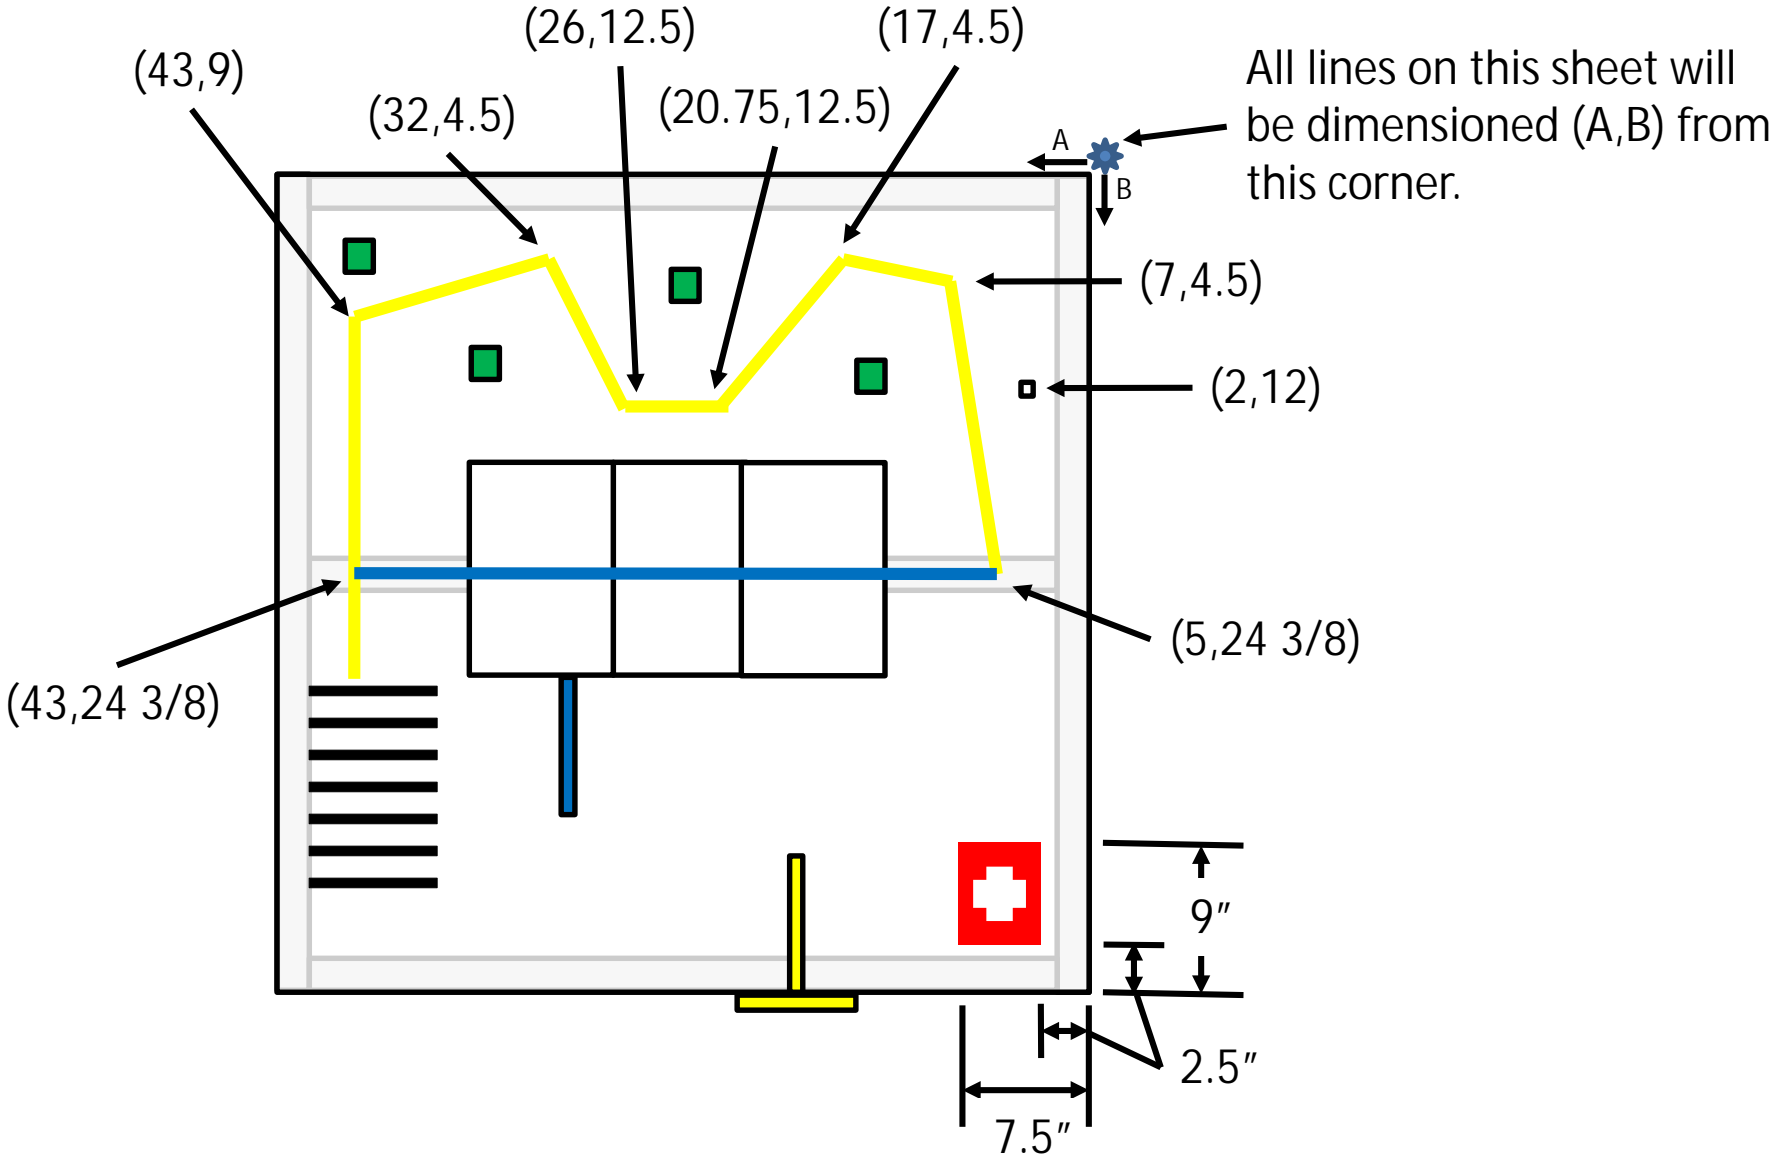 (26,12.5)
(17,4.5)
(43,9)
(32,4.5)
(20.75,12.5)
All lines on this sheet will
be dimensioned (A,B) from
this corner.
A
B
(7,4.5)
(2,12)
(5,24 3/8)
(43,24 3/8)
9″
2.5″
7.5″